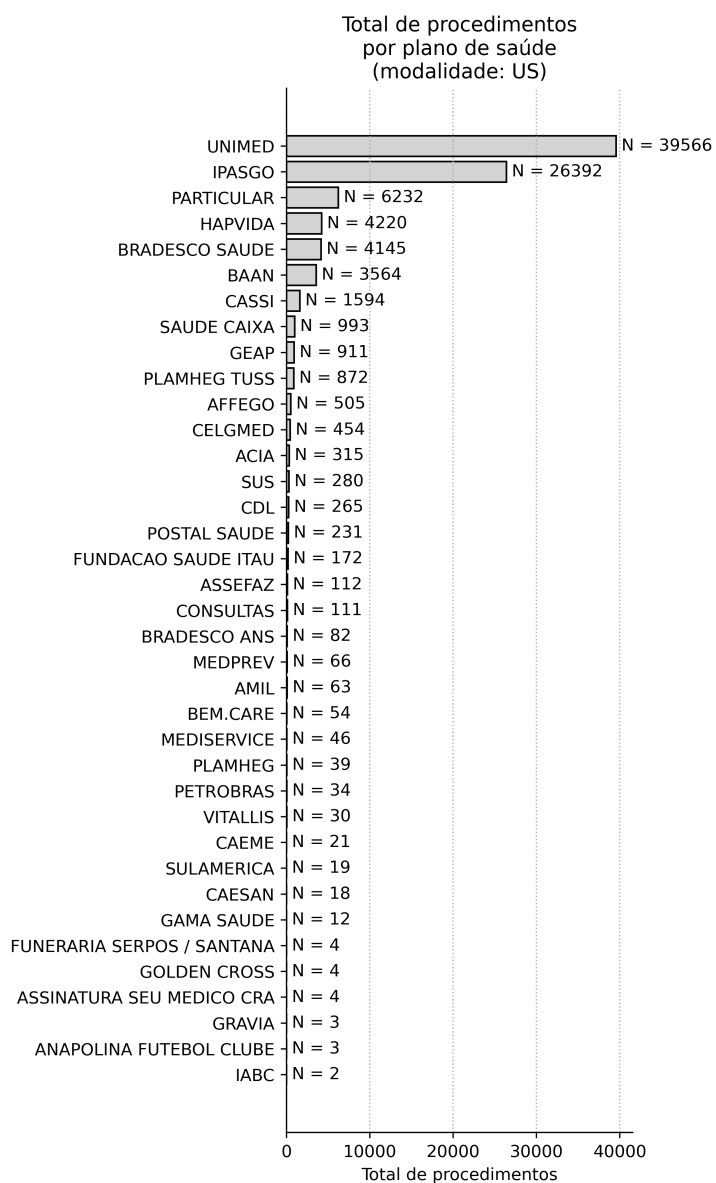 Total de procedimentos
por plano de saúde
(modalidade: US)
UNIMED N = 39566
IPASGO N = 26392
PARTICULAR N = 6232
HAPVIDA N = 4220
BRADESCO SAUDE N = 4145
BAAN N = 3564
CASSI N = 1594
SAUDE CAIXA N = 993
GEAP N = 911
PLAMHEG TUSS N = 872
AFFEGO N = 505
CELGMED N = 454
ACIA N = 315
SUS N = 280
CDL N = 265
POSTAL SAUDE N = 231
FUNDACAO SAUDE ITAU N = 172
ASSEFAZ N = 112
CONSULTAS N = 111
BRADESCO ANS N = 82
MEDPREV N = 66
AMIL N = 63
BEM.CARE N = 54
MEDISERVICE N = 46
PLAMHEG N = 39
PETROBRAS N = 34
VITALLIS N = 30
CAEME N = 21
SULAMERICA N = 19
CAESAN N = 18
GAMA SAUDE N = 12
FUNERARIA SERPOS / SANTANA N = 4
GOLDEN CROSS N = 4
ASSINATURA SEU MEDICO CRA N = 4
GRAVIA N = 3
ANAPOLINA FUTEBOL CLUBE N = 3
IABC N = 2
0 10000 20000 30000 40000
Total de procedimentos